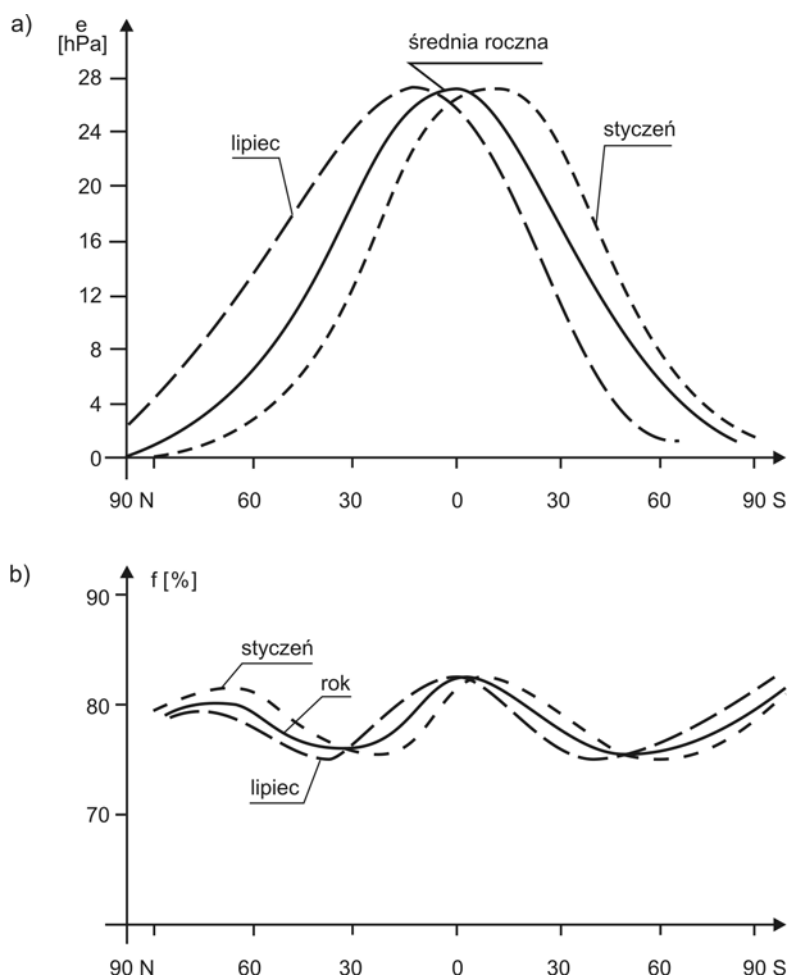 a)
e
[hPa]
średnia roczna
28
24
20
16
12
8
4
0
lipiec
styczeń
90 N
60
30
0
30
60
90 S
b)
f [%]
90
80
70
styczeń
rok
lipiec
90 N
60
30
0
30
60
90 S